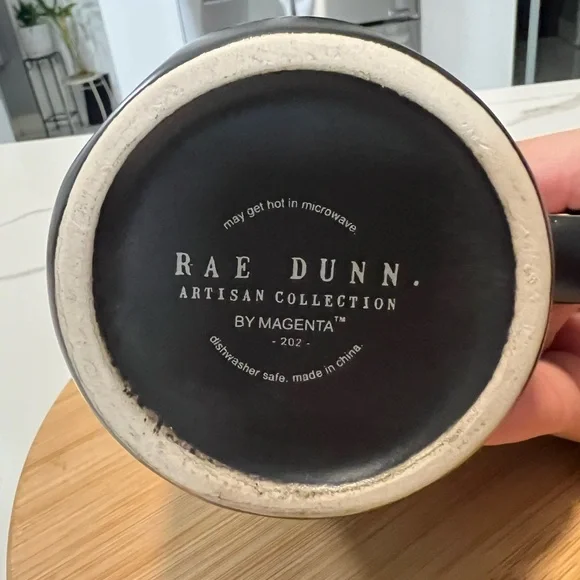 may get hot in microwave.
RAE DUNN.
ARTISAN COLLECTION
BY MAGENTA™
- 202 -
dishwasher safe. made in china.